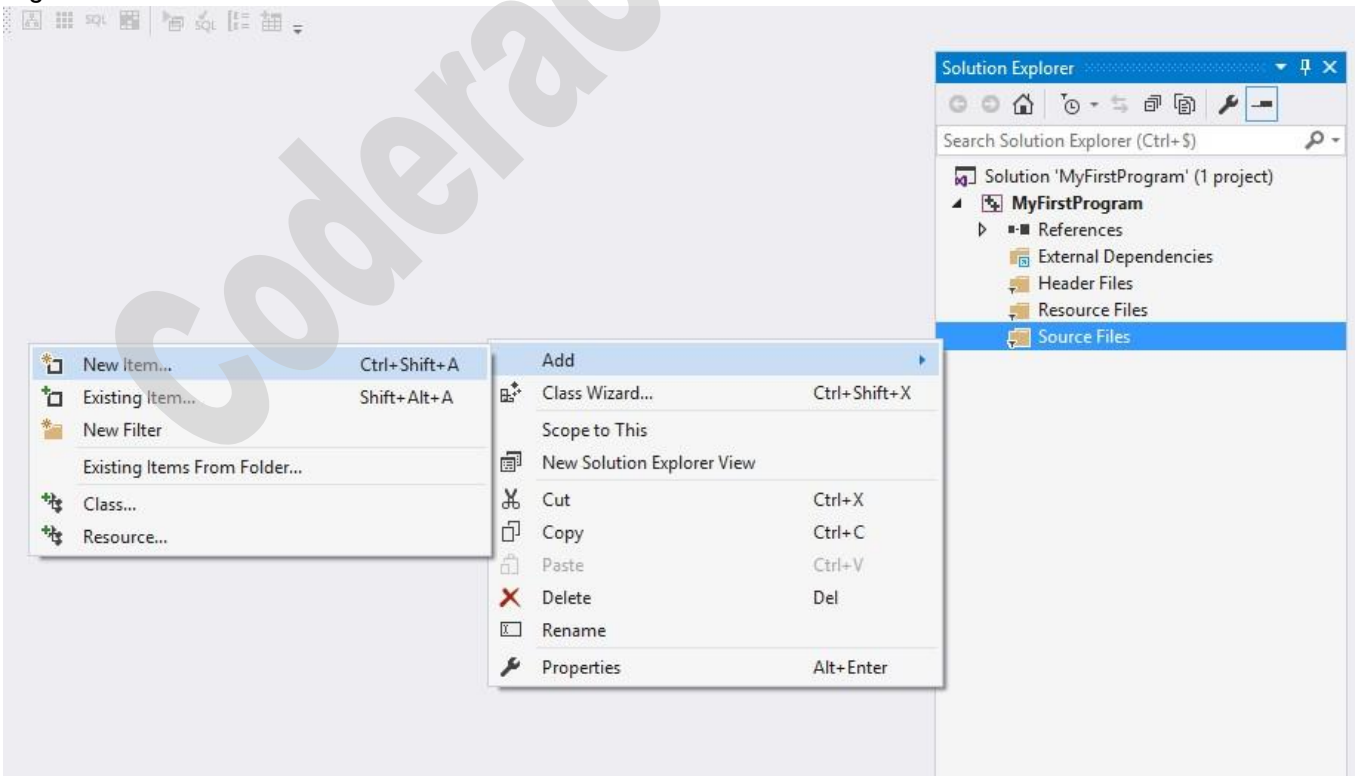 SQL
SQL
Solution Explorer
Search Solution Explorer (Ctrl+$)
Solution 'MyFirstProgram' (1 project)
MyFirstProgram
References
External Dependencies
Header Files
Resource Files
Source Files
Add
Class Wizard... Ctrl+Shift+X
Scope to This
New Solution Explorer View
Cut Ctrl+X
Copy Ctrl+C
Paste Ctrl+V
Delete Del
Rename
Properties Alt+Enter
New Item... Ctrl+Shift+A
Existing Item... Shift+Alt+A
New Filter
Existing Items From Folder...
Class...
Resource...